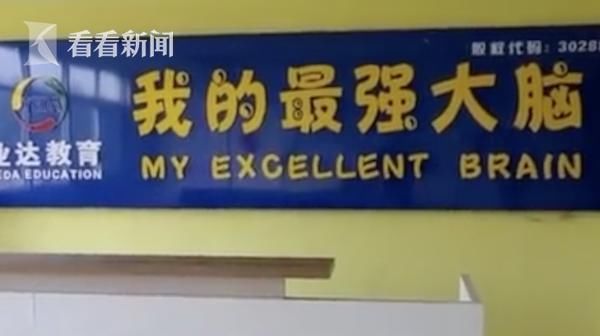 看看新闻
股权代码：3028
我的最强大脑
业达教育
MY EXCELLENT BRAIN
EDA EDUCATION